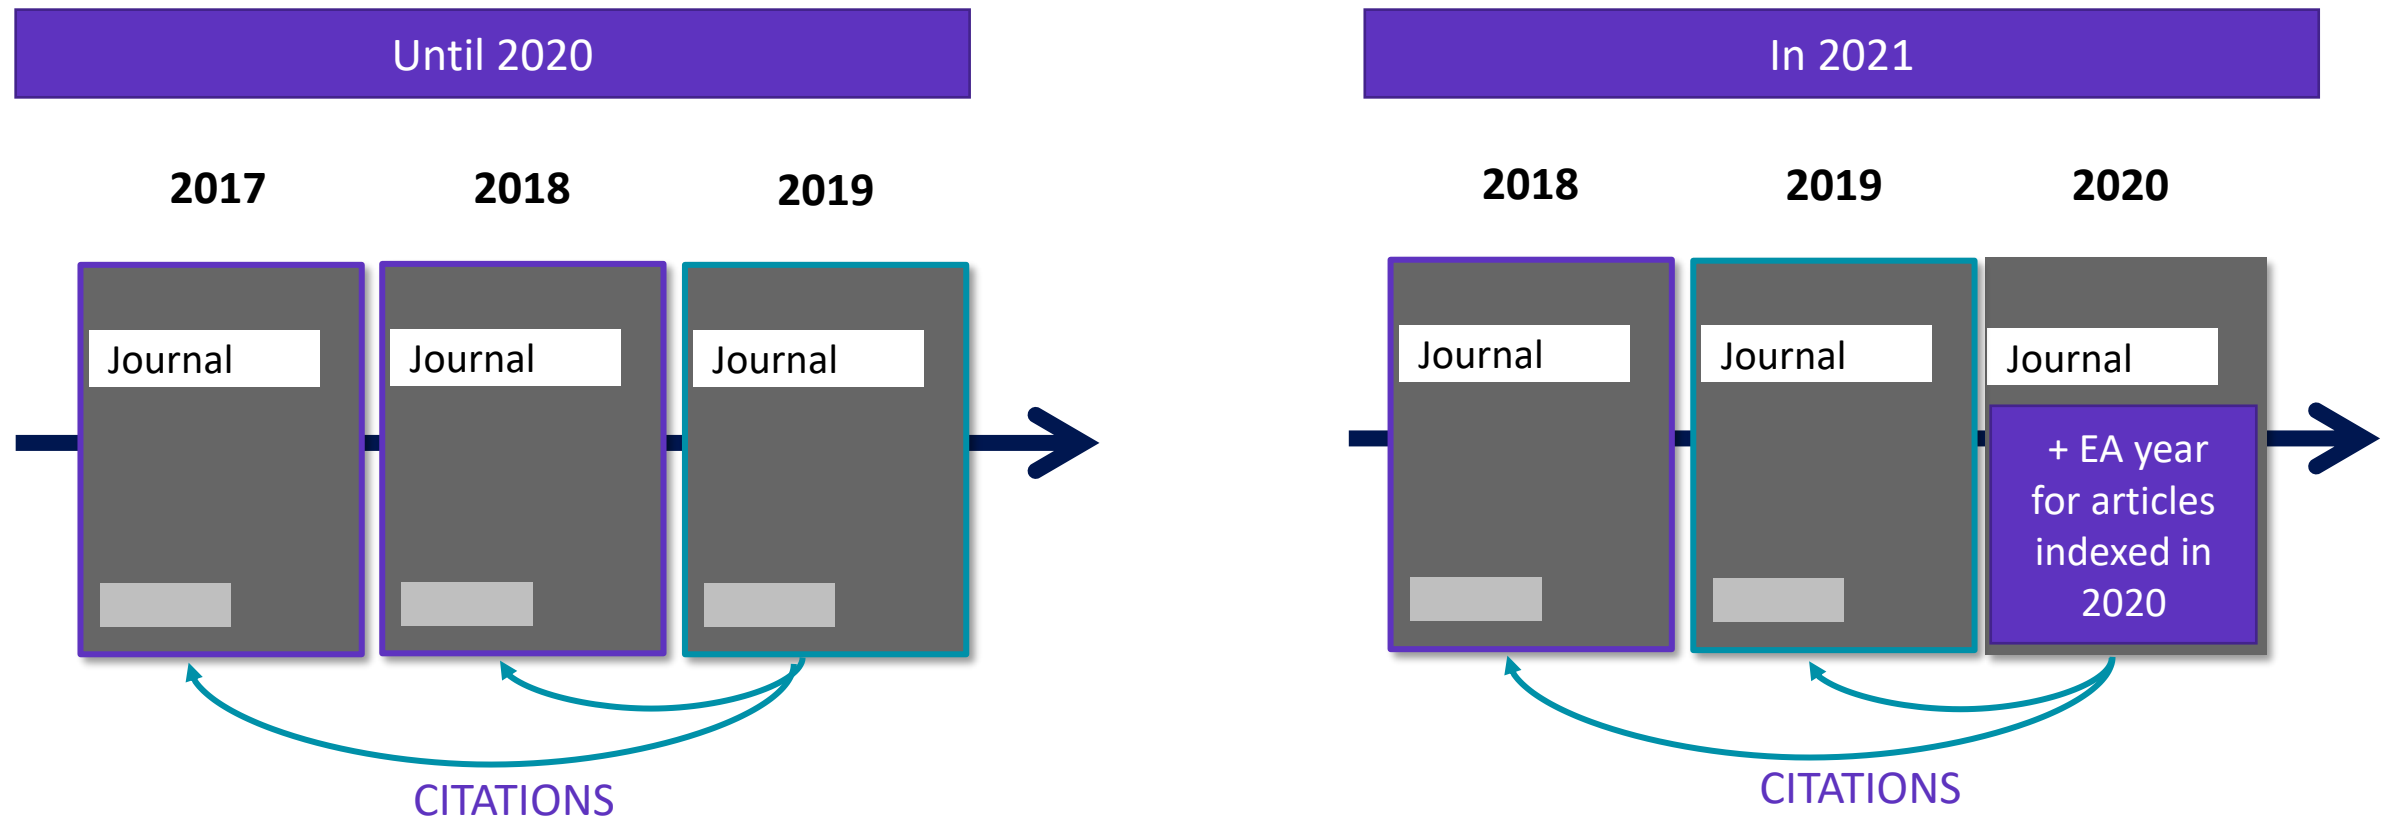 Until 2020
2017
2018
2019
Journal
Journal
Journal
CITATIONS
In 2021
2018
2019
2020
Journal
Journal
Journal
+ EA year
for articles
indexed in
2020
CITATIONS